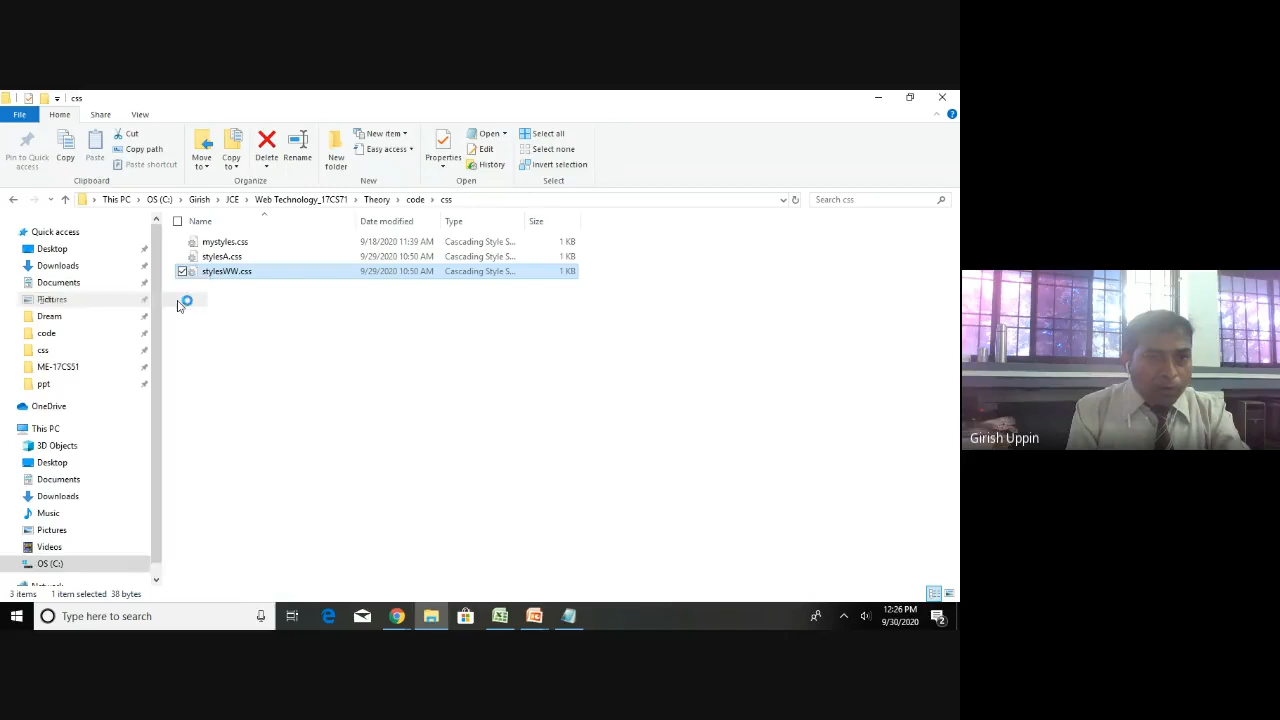 css
File Home Share View
Pin to Quick access
Copy
Paste
Cut
Copy path
Paste shortcut
Clipboard
Move to
Copy to
Delete
Rename
Organize
New folder
New item
Easy access
New
Properties
Open
Edit
History
Open
Select all
Select none
Invert selection
Select
This PC OS (C:) Girish JCE Web Technology_17CS71 Theory code css
Search css
Name Date modified Type Size
mystyles.css 9/18/2020 11:39 AM Cascading Style S... 1 KB
stylesA.css 9/29/2020 10:50 AM Cascading Style S... 1 KB
stylesWW.css 9/29/2020 10:50 AM Cascading Style S... 1 KB
Quick access
Desktop
Downloads
Documents
Pictures
Dream
code
css
ME-17CS51
ppt
OneDrive
This PC
3D Objects
Desktop
Documents
Downloads
Music
Pictures
Videos
OS (C:)
3 items 1 item selected 38 bytes
Type here to search
12:26 PM
9/30/2020
2
Girish Uppin